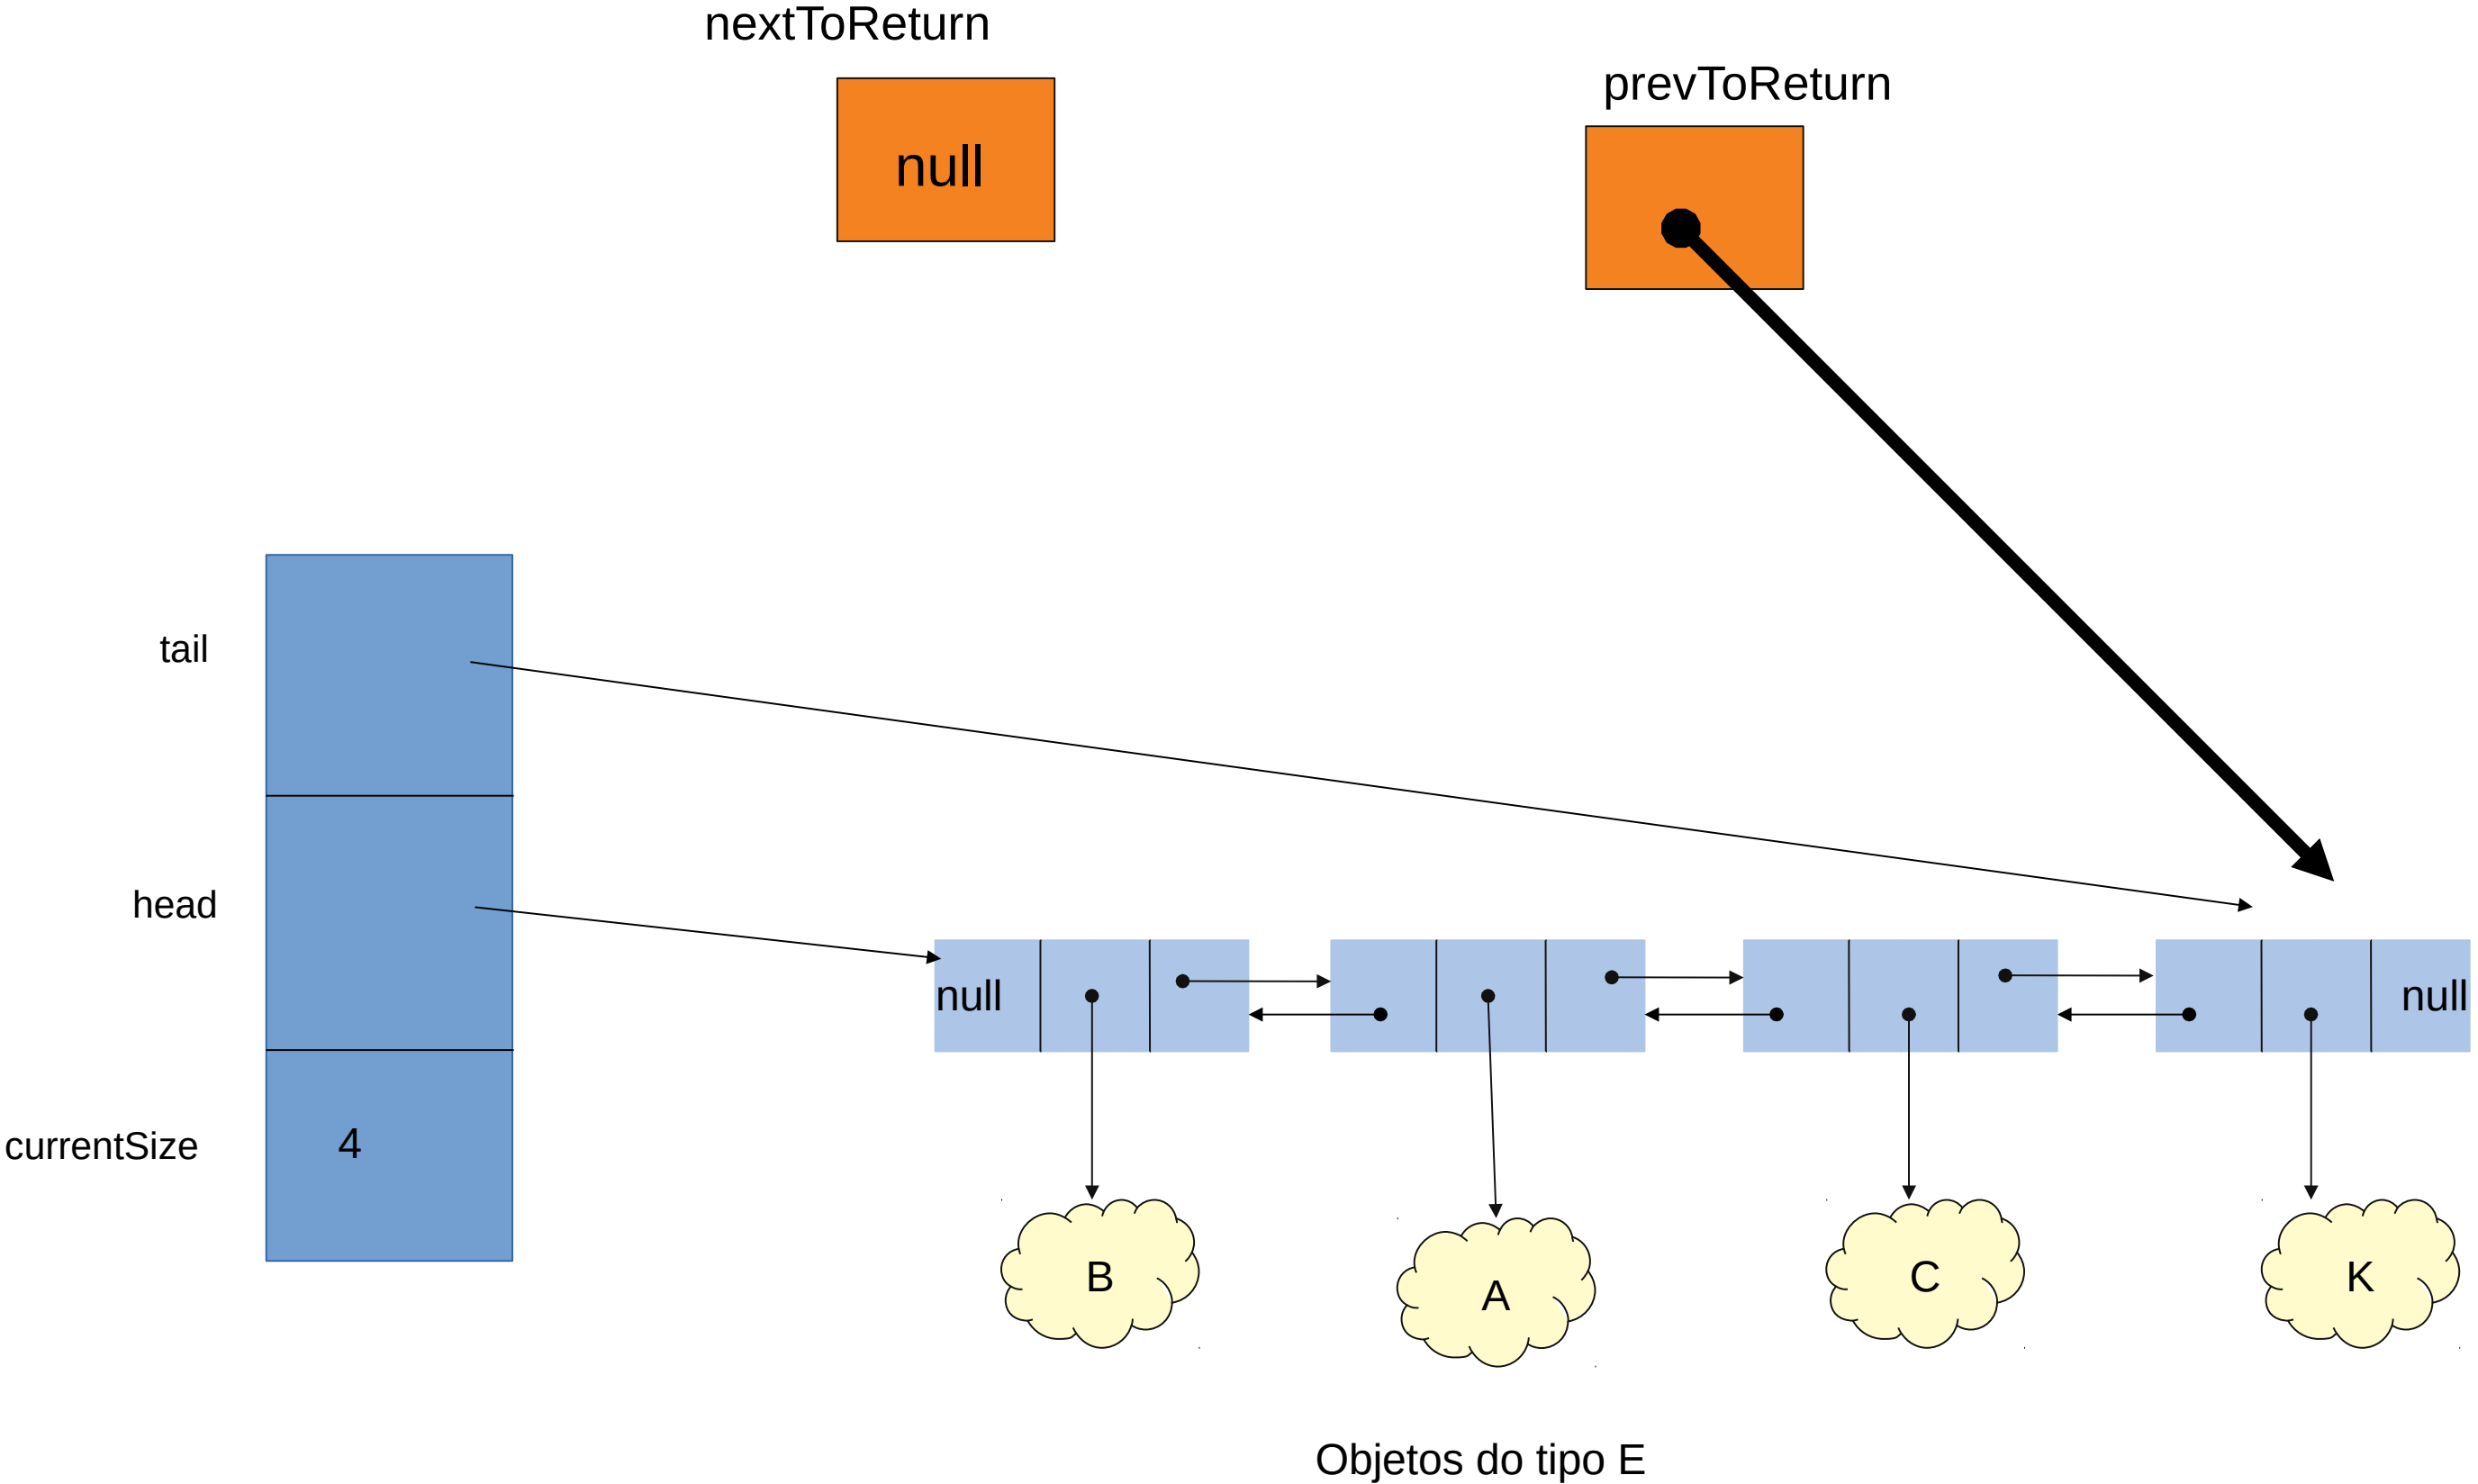 nextToReturn
prevToReturn
null
tail
head
null
null
currentSize
4
B
A
C
K
Objetos do tipo E